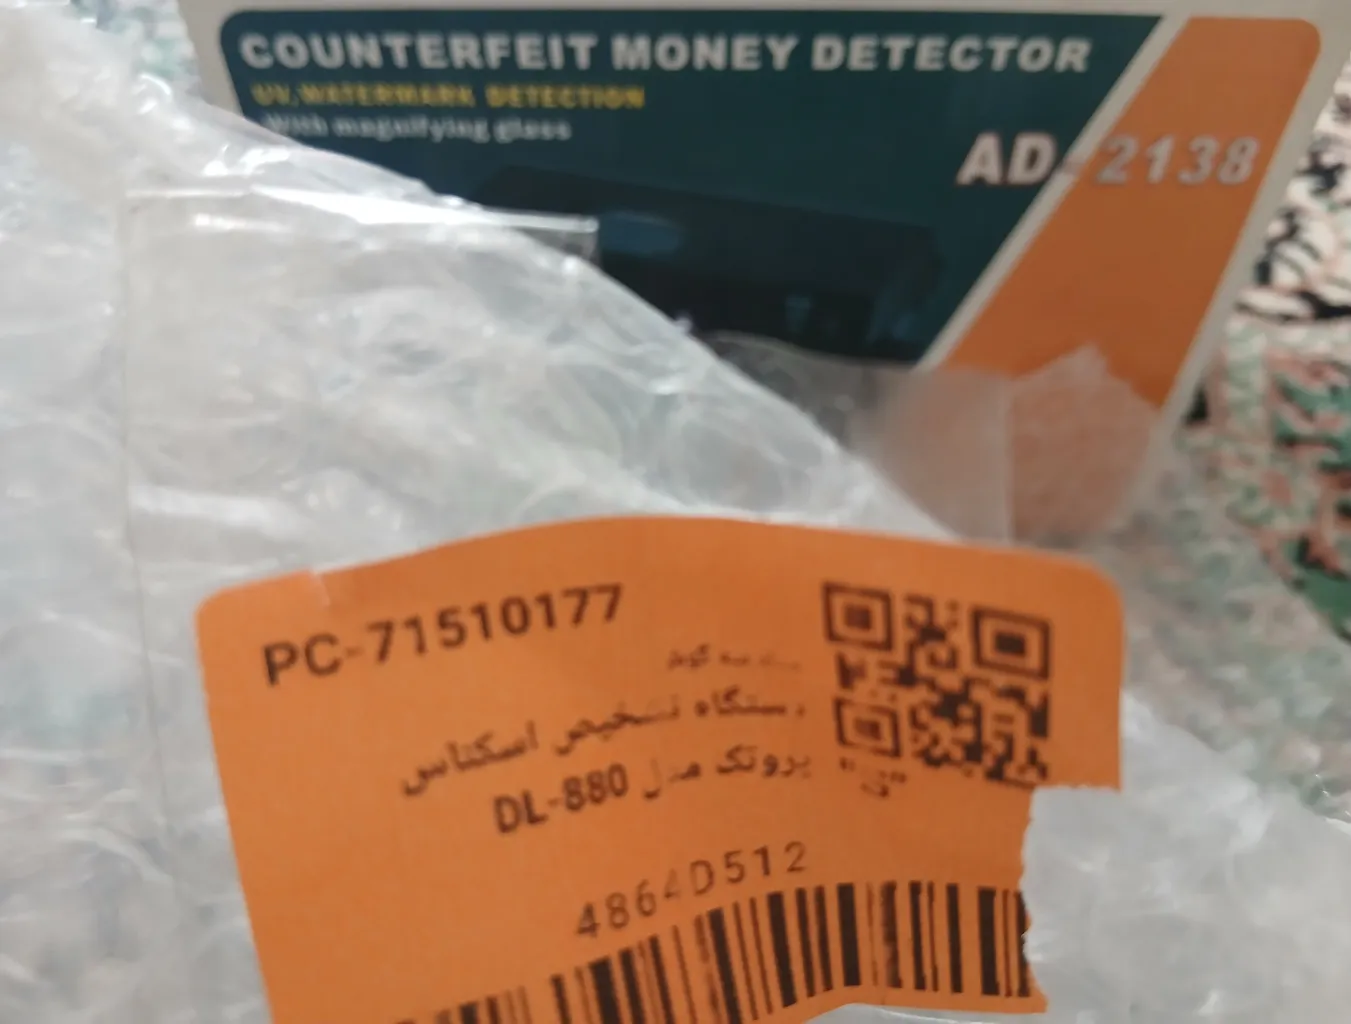 COUNTERFEIT MONEY DETECTOR
UV, WATERMARK DETECTION
With magnifying glass
AD-2138
PC-71510177
دستگاه تشخیص اسکناس
پروتک مدل DL-880
4864D512